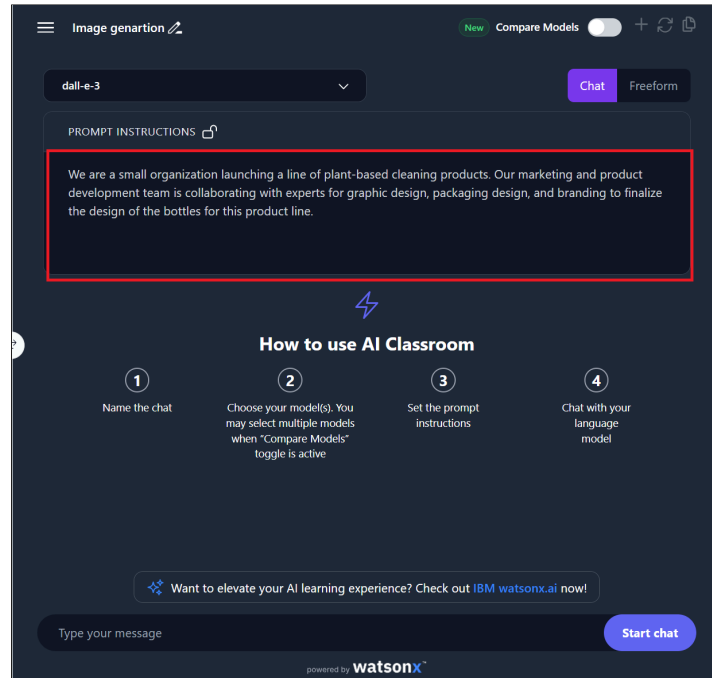 Image genartion
New Compare Models
dall-e-3
Chat Freeform
PROMPT INSTRUCTIONS
We are a small organization launching a line of plant-based cleaning products. Our marketing and product
development team is collaborating with experts for graphic design, packaging design, and branding to finalize
the design of the bottles for this product line.
How to use AI Classroom
1
Name the chat
2
Choose your model(s). You
may select multiple models
when "Compare Models"
toggle is active
3
Set the prompt
instructions
4
Chat with your
language
model
Want to elevate your AI learning experience? Check out IBM watsonx.ai now!
Type your message
Start chat
powered by watsonx™